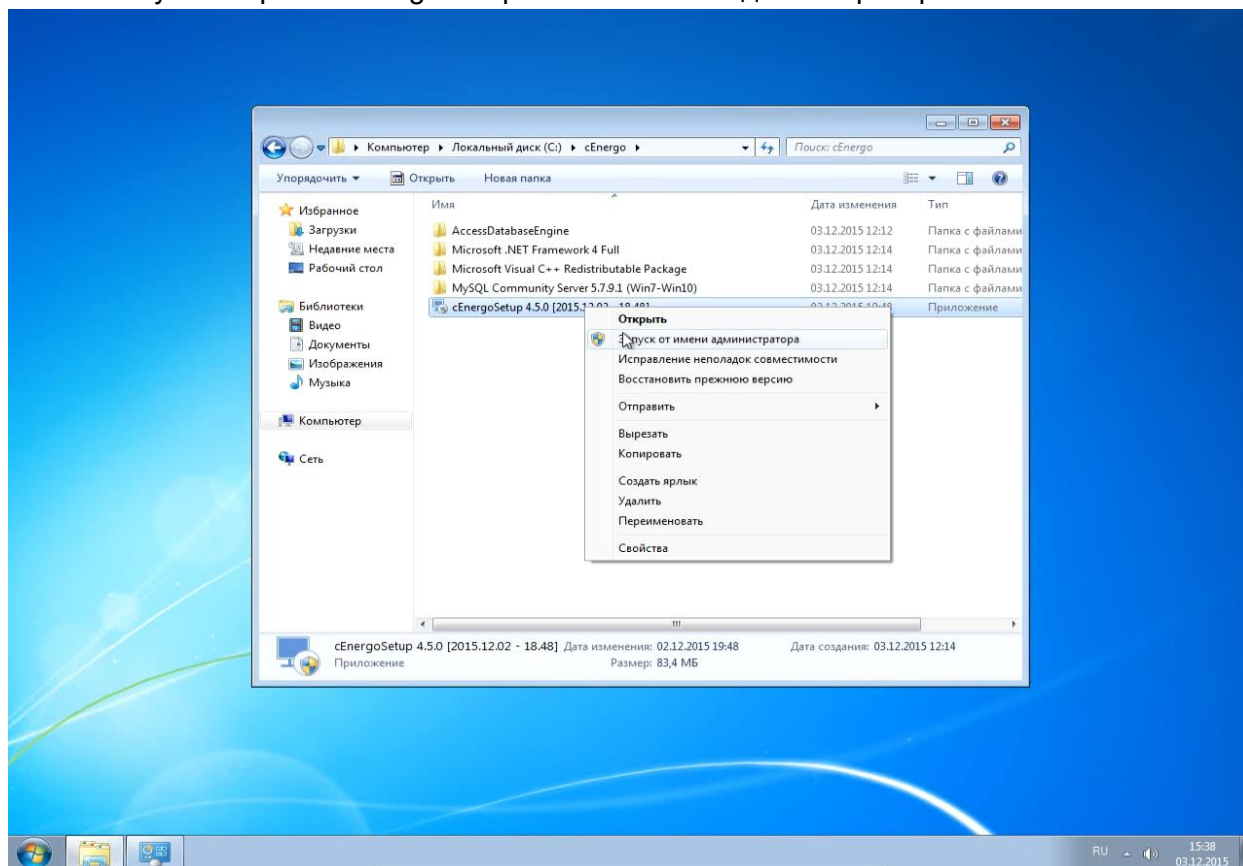 Компьютер ▸ Локальный диск (C:) ▸ cEnergo ▸
Поиск: cEnergo
Упорядочить Открыть Новая папка
Имя Дата изменения Тип
Избранное
Загрузки
Недавние места
Рабочий стол
Библиотеки
Видео
Документы
Изображения
Музыка
Компьютер
Сеть
AccessDatabaseEngine 03.12.2015 12:12 Папка с файлами
Microsoft .NET Framework 4 Full 03.12.2015 12:14 Папка с файлами
Microsoft Visual C++ Redistributable Package 03.12.2015 12:14 Папка с файлами
MySQL Community Server 5.7.9.1 (Win7-Win10) 03.12.2015 12:14 Папка с файлами
cEnergoSetup 4.5.0 Приложение
Открыть
от имени администратора
Исправление неполадок совместимости
Восстановить прежнюю версию
Отправить
Вырезать
Копировать
Создать ярлык
Удалить
Переименовать
Свойства
cEnergoSetup 4.5.0 [2015.12.02 - 18.48] Дата изменения: 02.12.2015 19:48 Дата создания: 03.12.2015 12:14
Приложение Размер: 83,4 МБ
RU 15:38
03.12.2015